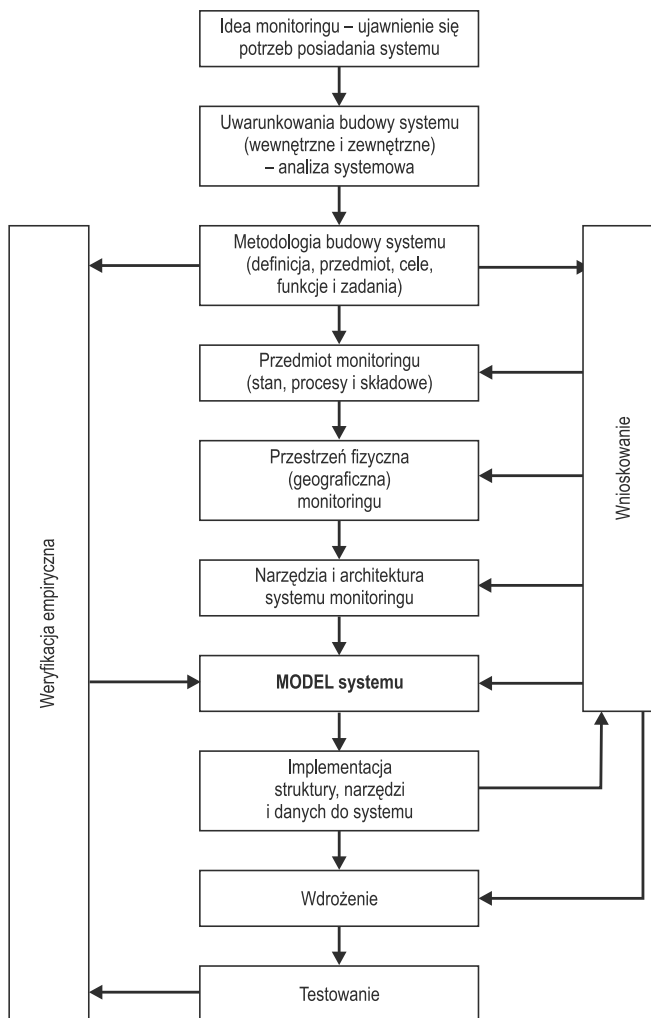 Idea monitoringu – ujawnienie się
potrzeb posiadania systemu
Uwarunkowania budowy systemu
(wewnętrzne i zewnętrzne)
– analiza systemowa
Metodologia budowy systemu
(definicja, przedmiot, cele,
funkcje i zadania)
Przedmiot monitoringu
(stan, procesy i składowe)
Przestrzeń fizyczna
(geograficzna)
monitoringu
Narzędzia i architektura
systemu monitoringu
MODEL systemu
Implementacja
struktury, narzędzi
i danych do systemu
Wdrożenie
Testowanie
Weryfikacja empiryczna
Wnioskowanie